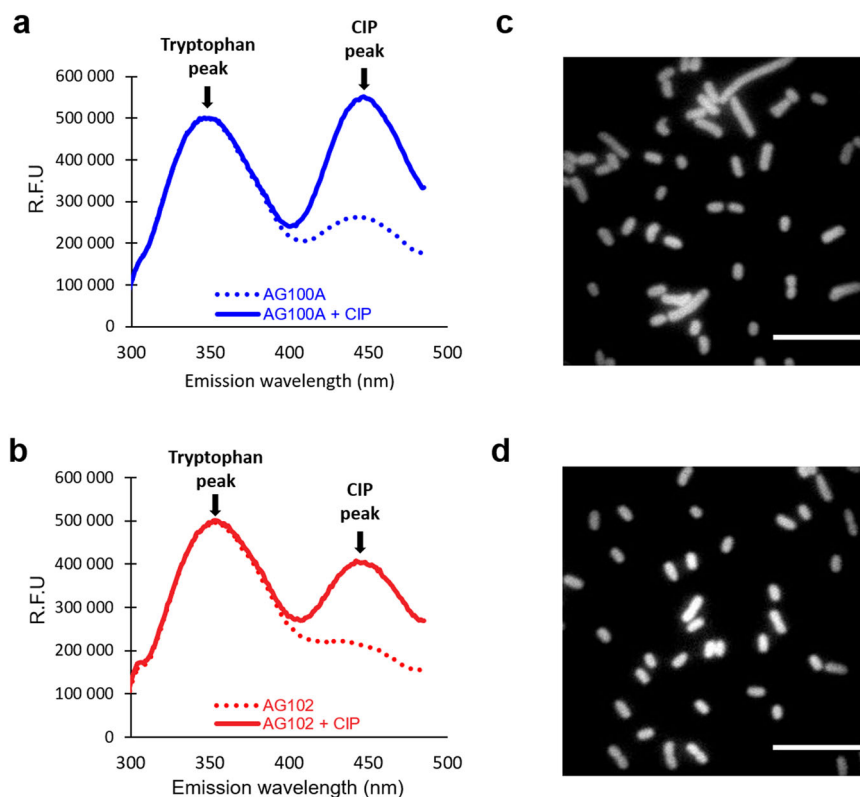 a
Tryptophan
peak
CIP
peak
600 000
500 000
400 000
300 000
200 000
100 000
0
R.F.U
AG100A
AG100A + CIP
300 350 400 450 500
Emission wavelength (nm)
c
b
Tryptophan
peak
CIP
peak
600 000
500 000
400 000
300 000
200 000
100 000
0
R.F.U
AG102
AG102 + CIP
300 350 400 450 500
Emission wavelength (nm)
d